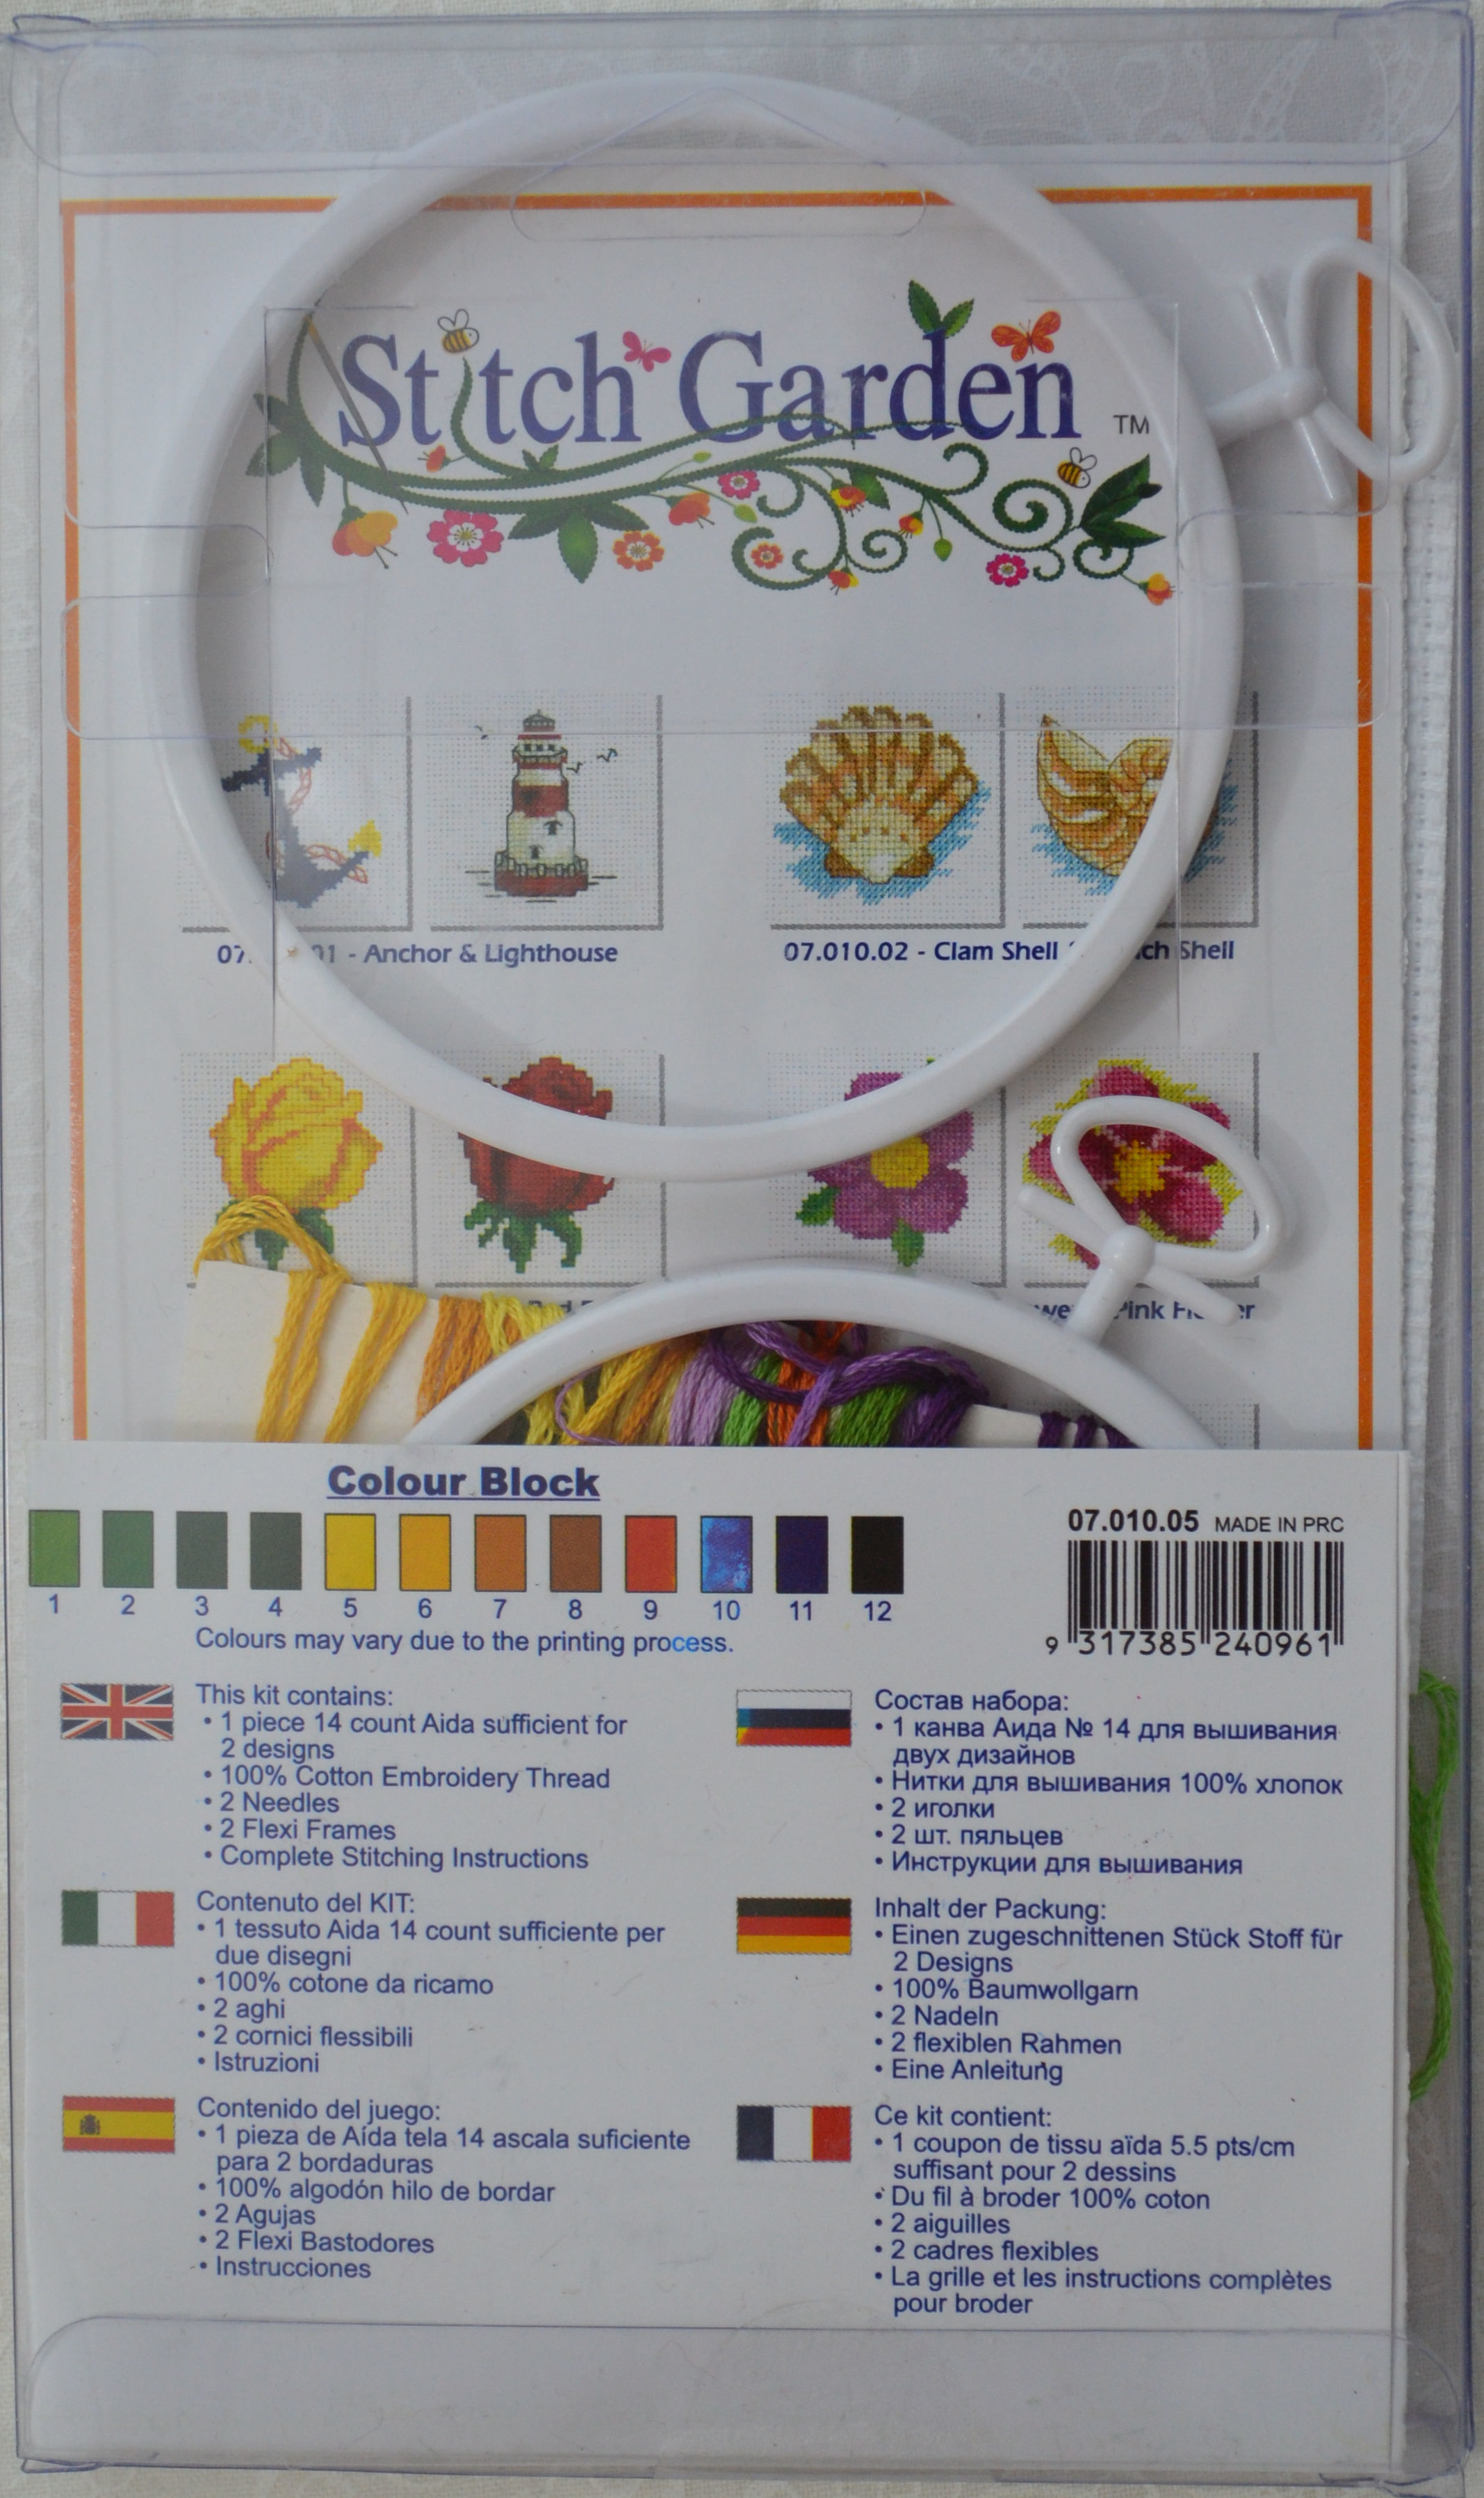 Stitch Garden TM
07. 01 - Anchor & Lighthouse
07.010.02 - Clam Shell Shell
Pink
Colour Block
1 2 3 4 5 6 7 8 9 10 11 12
Colours may vary due to the printing process.
07.010.05 MADE IN PRC
9 317385 240961
This kit contains:
• 1 piece 14 count Aida sufficient for
2 designs
• 100% Cotton Embroidery Thread
• 2 Needles
• 2 Flexi Frames
• Complete Stitching Instructions
Состав набора:
• 1 канва Аида № 14 для вышивания
двух дизайнов
• Нитки для вышивания 100% хлопок
• 2 иголки
• 2 шт. пяльцев
• Инструкции для вышивания
Contenuto del KIT:
• 1 tessuto Aida 14 count sufficiente per
due disegni
• 100% cotone da ricamo
• 2 aghi
• 2 cornici flessibili
• Istruzioni
Inhalt der Packung:
• Einen zugeschnittenen Stück Stoff für
2 Designs
• 100% Baumwollgarn
• 2 Nadeln
• 2 flexiblen Rahmen
• Eine Anleitung
Contenido del juego:
• 1 pieza de Aída tela 14 ascala suficiente
para 2 bordaduras
• 100% algodón hilo de bordar
• 2 Agujas
• 2 Flexi Bastodores
• Instrucciones
Ce kit contient:
• 1 coupon de tissu aïda 5.5 pts/cm
suffisant pour 2 dessins
• Du fil à broder 100% coton
• 2 aiguilles
• 2 cadres flexibles
• La grille et les instructions complètes
pour broder